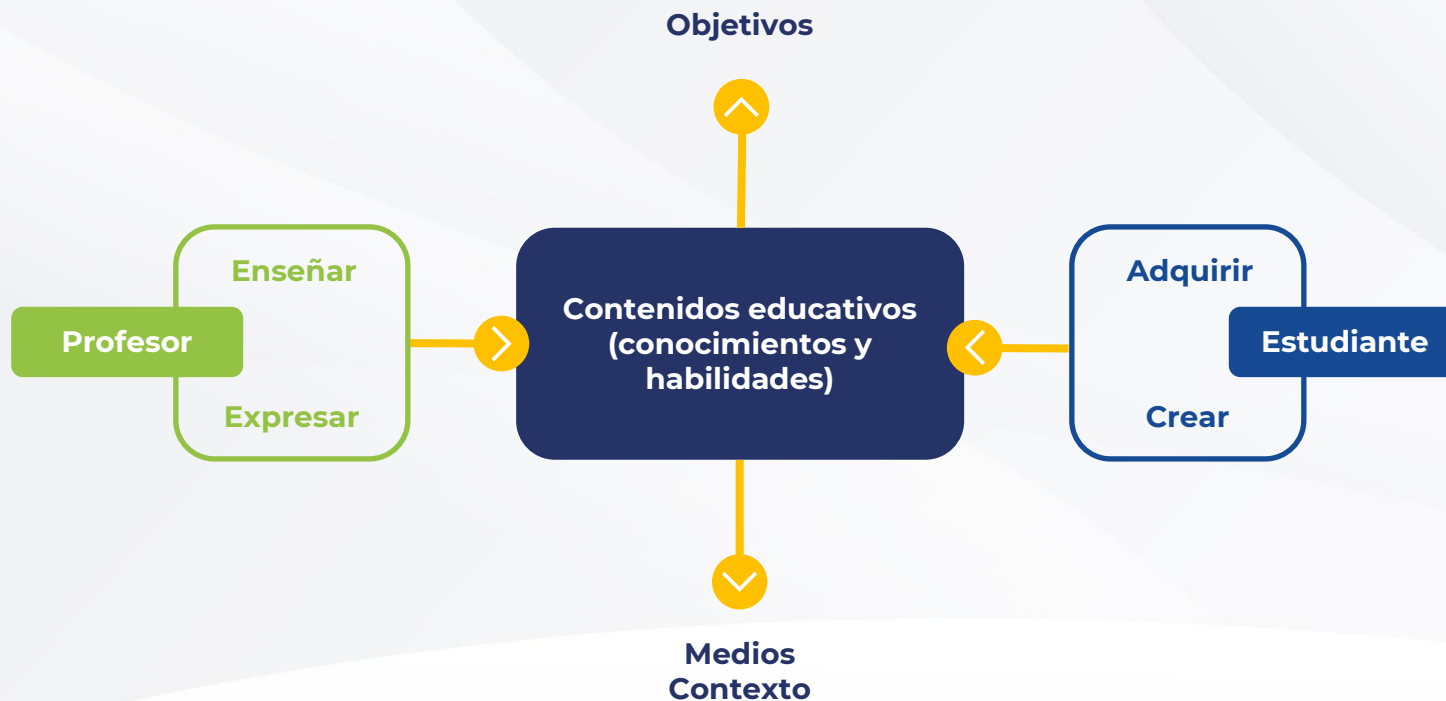 Objetivos
Enseñar
Profesor
Expresar
Contenidos educativos
(conocimientos y
habilidades)
Adquirir
Estudiante
Crear
Medios
Contexto